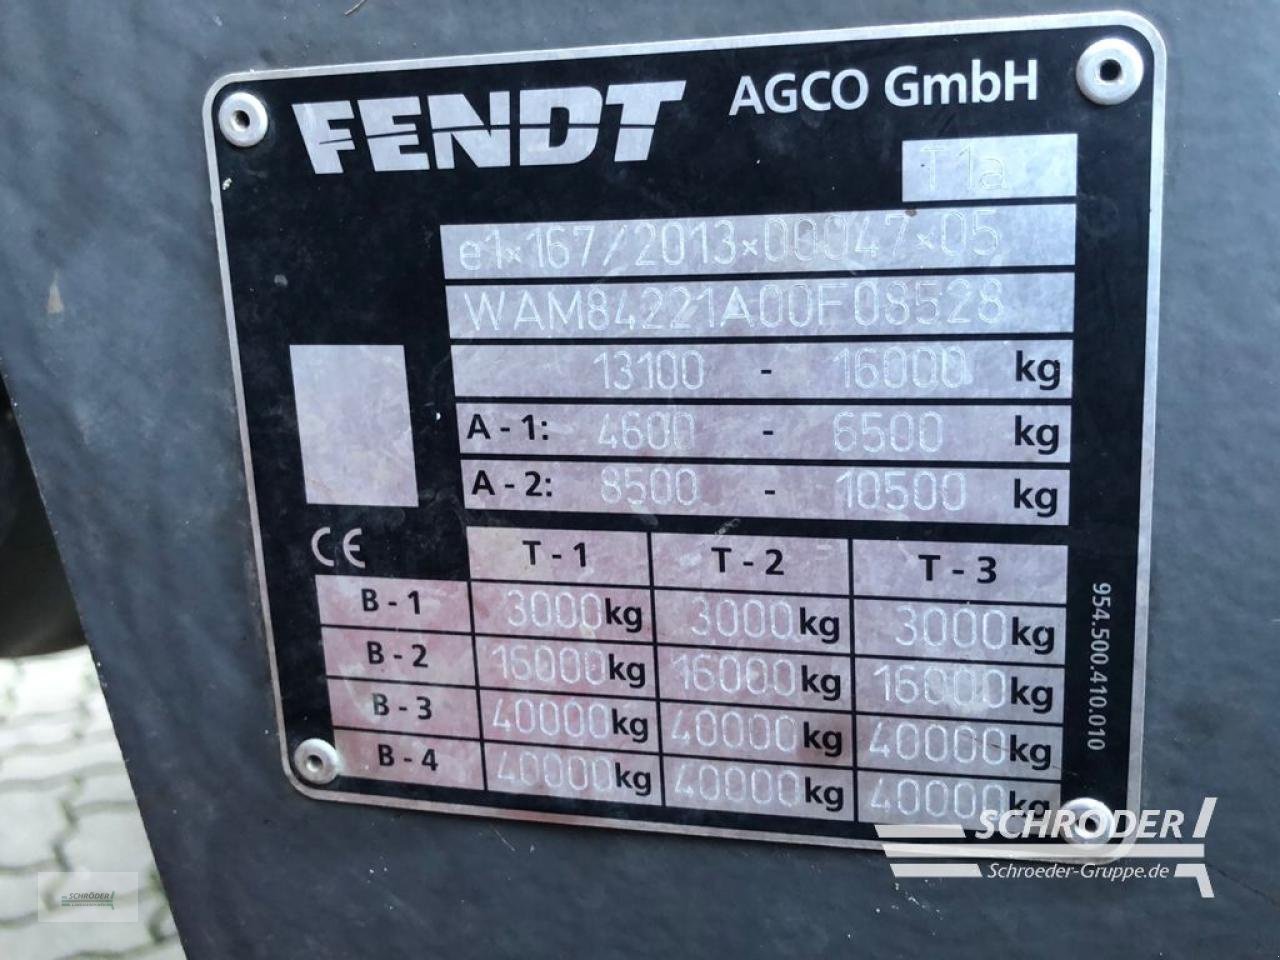 FENDT AGCO GmbH
T1a
e1*167/2013*00047*05
WAM84221A00F08528
13100 - 16000 kg
A - 1: 4600 - 6500 kg
A - 2: 8500 - 10500 kg
CE
T - 1 T - 2 T - 3
B - 1 3000kg 3000kg 3000kg
B - 2 16000kg 16000kg 16000kg
B - 3 40000kg 40000kg 40000kg
B - 4 40000kg 40000kg 40000kg
954.500.410.010
SCHRÖDER
Schroeder-Gruppe.de
SCHRÖDER